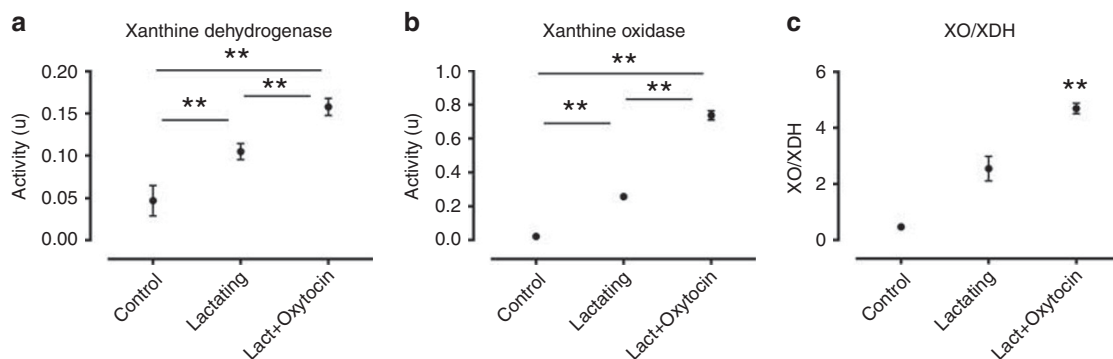 a
Xanthine dehydrogenase
**
**
**
0.20
0.15
0.10
0.05
0.00
Activity (u)
Control
Lactating
Lact+Oxytocin
b
Xanthine oxidase
**
**
**
1.0
0.8
0.6
0.4
0.2
0.0
Activity (u)
Control
Lactating
Lact+Oxytocin
c
XO/XDH
**
6
4
2
0
XO/XDH
Control
Lactating
Lact+Oxytocin